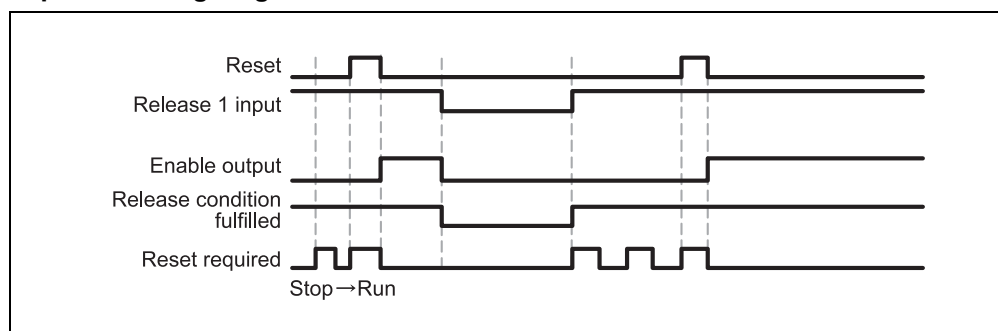 Reset
Release 1 input
Enable output
Release condition
fulfilled
Reset required
Stop→Run